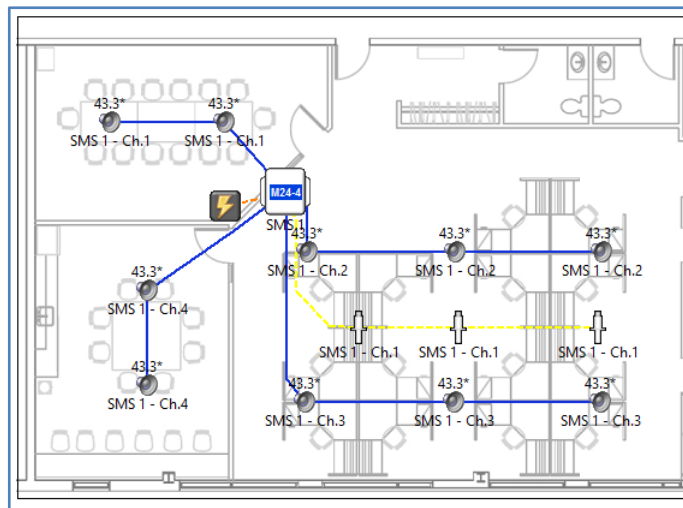 43.3*
43.3*
SMS 1 - Ch.1
SMS 1 - Ch.1
M24-4
SMS
43.3*
43.3*
43.3*
SMS 1 - Ch.2
SMS 1 - Ch.2
SMS 1 - Ch.2
43.3*
SMS 1 - Ch.4
SMS 1 - Ch.1
SMS 1 - Ch.1
SMS 1 - Ch.1
43.3*
43.3*
43.3*
43.3*
SMS 1 - Ch.4
SMS 1 - Ch.3
SMS 1 - Ch.3
SMS 1 - Ch.3